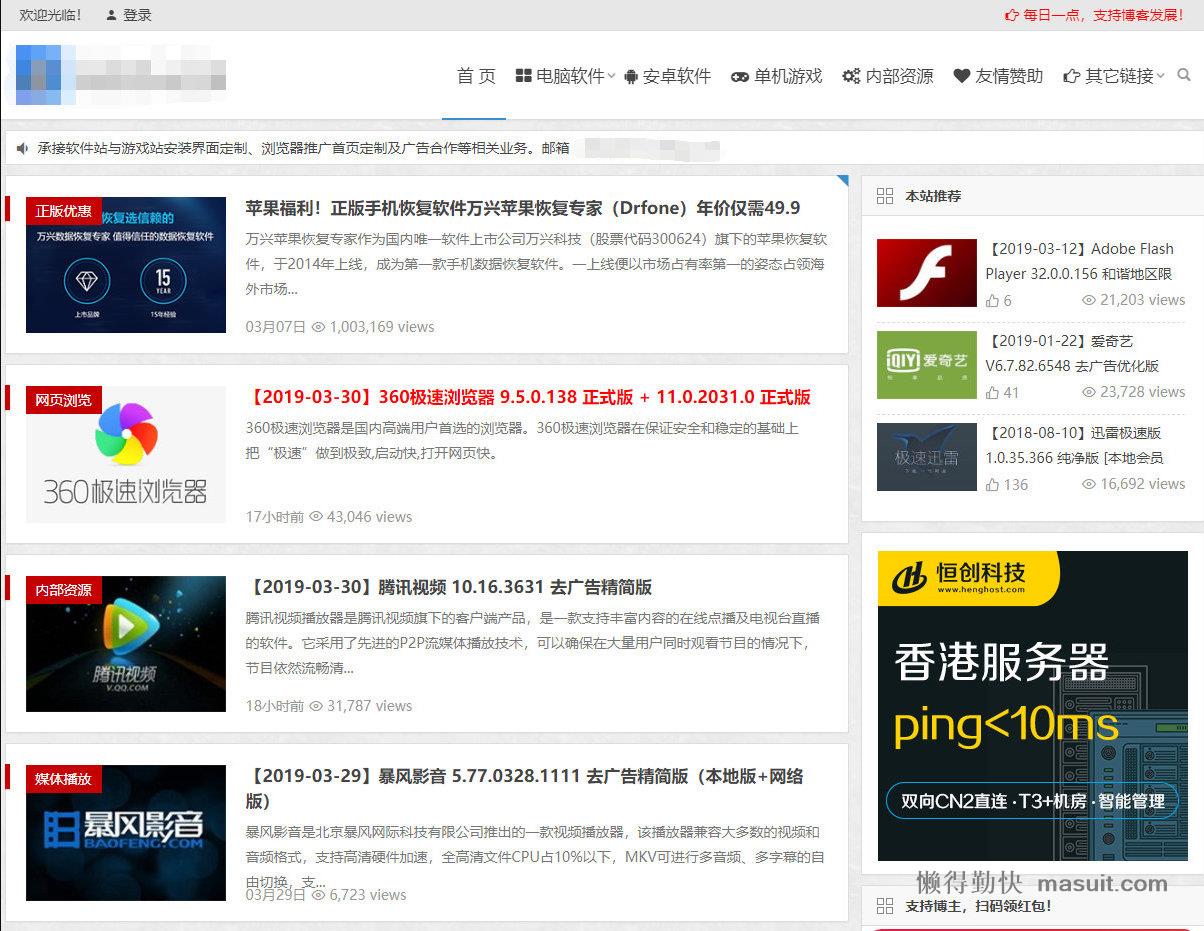 欢迎光临！ 登录
每日一点，支持博客发展！
首 页 电脑软件 安卓软件 单机游戏 内部资源 友情赞助 其它链接
承接软件站与游戏站安装界面定制、浏览器推广首页定制及广告合作等相关业务。邮箱
正版优惠
恢复选信赖的
万兴数据恢复专家 值得信任的数据恢复软件
15
YEAR
上市品牌 15年经验
苹果福利！正版手机恢复软件万兴苹果恢复专家（Drfone）年价仅需49.9
万兴苹果恢复专家作为国内唯一软件上市公司万兴科技（股票代码300624）旗下的苹果恢复软
件，于2014年上线，成为第一款手机数据恢复软件。一上线便以市场占有率第一的姿态占领海
外市场...
03月07日 1,003,169 views
网页浏览
360极速浏览器
【2019-03-30】360极速浏览器 9.5.0.138 正式版 + 11.0.2031.0 正式版
360极速浏览器是国内高端用户首选的浏览器。360极速浏览器在保证安全和稳定的基础上
把“极速”做到极致,启动快,打开网页快。
17小时前 43,046 views
内部资源
腾讯视频
V.QQ.COM
【2019-03-30】腾讯视频 10.16.3631 去广告精简版
腾讯视频播放器是腾讯视频旗下的客户端产品，是一款支持丰富内容的在线点播及电视台直播
的软件。它采用了先进的P2P流媒体播放技术，可以确保在大量用户同时观看节目的情况下，
节目依然流畅清...
18小时前 31,787 views
媒体播放
暴风影音
BAOFENG.COM
【2019-03-29】暴风影音 5.77.0328.1111 去广告精简版（本地版+网络
版）
暴风影音是北京暴风网际科技有限公司推出的一款视频播放器，该播放器兼容大多数的视频和
音频格式，支持高清硬件加速，全高清文件CPU占10%以下，MKV可进行多音频、多字幕的自
由切换，支...
03月29日 6,723 views
本站推荐
【2019-03-12】Adobe Flash
Player 32.0.0.156 和谐地区限
6 21,203 views
iQIYI 爱奇艺
悦享品质
【2019-01-22】爱奇艺
V6.7.82.6548 去广告优化版
41 23,728 views
极速迅雷
【2018-08-10】迅雷极速版
1.0.35.366 纯净版 [本地会员
136 16,692 views
恒创科技
www.henghost.com
香港服务器
ping<10ms
双向CN2直连 · T3+机房 · 智能管理
懒得勤快 masuit.com
支持博主，扫码领红包！